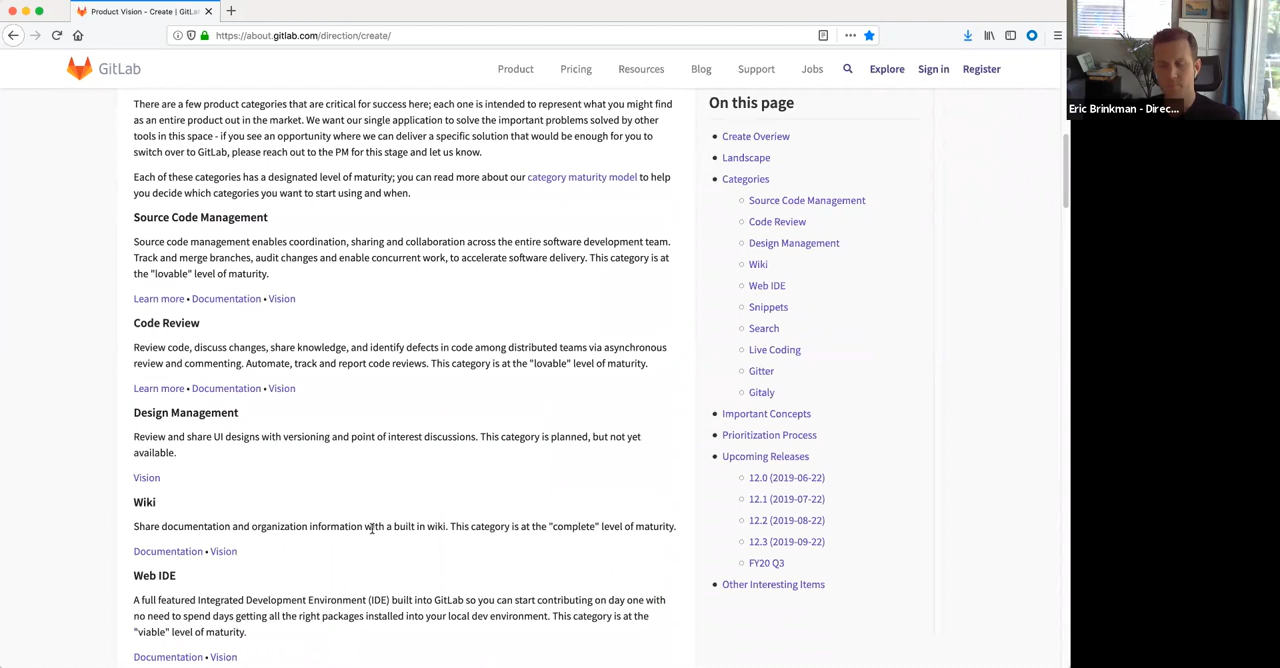 Product Vision - Create | GitLa
https://about.gitlab.com/direction/create/
GitLab
Product Pricing Resources Blog Support Jobs Explore Sign in Register
There are a few product categories that are critical for success here; each one is intended to represent what you might find
as an entire product out in the market. We want our single application to solve the important problems solved by other
tools in this space - if you see an opportunity where we can deliver a specific solution that would be enough for you to
switch over to GitLab, please reach out to the PM for this stage and let us know.
Each of these categories has a designated level of maturity; you can read more about our category maturity model to help
you decide which categories you want to start using and when.
Source Code Management
Source code management enables coordination, sharing and collaboration across the entire software development team.
Track and merge branches, audit changes and enable concurrent work, to accelerate software delivery. This category is at
the "lovable" level of maturity.
Learn more • Documentation • Vision
Code Review
Review code, discuss changes, share knowledge, and identify defects in code among distributed teams via asynchronous
review and commenting. Automate, track and report code reviews. This category is at the "lovable" level of maturity.
Learn more • Documentation • Vision
Design Management
Review and share UI designs with versioning and point of interest discussions. This category is planned, but not yet
available.
Vision
Wiki
Share documentation and organization information with a built in wiki. This category is at the "complete" level of maturity.
Documentation • Vision
Web IDE
A full featured Integrated Development Environment (IDE) built into GitLab so you can start contributing on day one with
no need to spend days getting all the right packages installed into your local dev environment. This category is at the
"viable" level of maturity.
Documentation • Vision
On this page
Create Overiew
Landscape
Categories
Source Code Management
Code Review
Design Management
Wiki
Web IDE
Snippets
Search
Live Coding
Gitter
Gitaly
Important Concepts
Prioritization Process
Upcoming Releases
12.0 (2019-06-22)
12.1 (2019-07-22)
12.2 (2019-08-22)
12.3 (2019-09-22)
FY20 Q3
Other Interesting Items
Eric Brinkman - Direc...